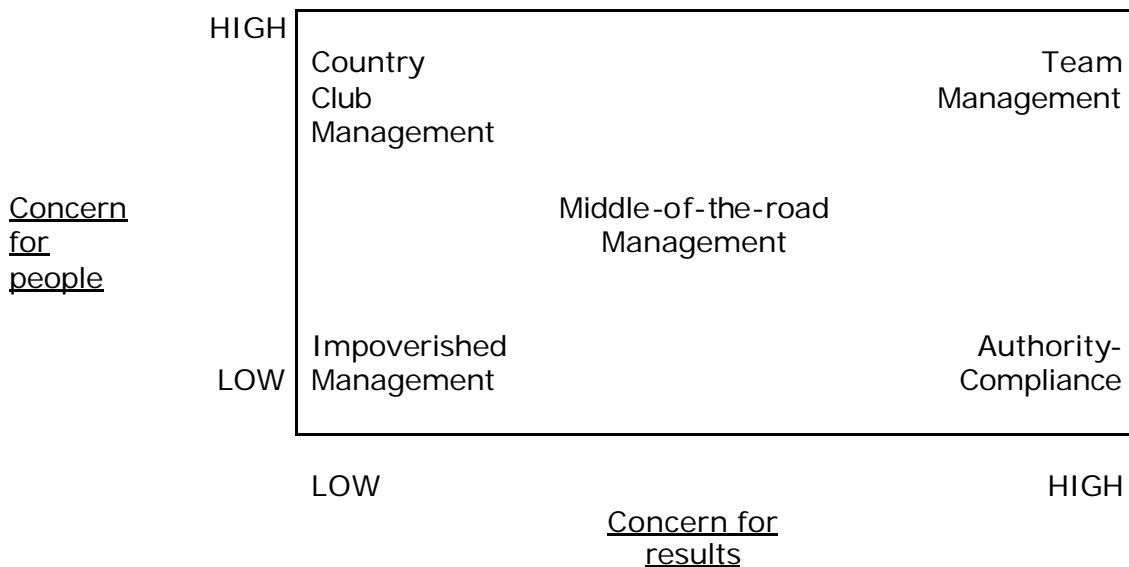 HIGH
Country Team
Club Management
Management
Concern Middle-of-the-road
for Management
people
Impoverished Authority-
LOW Management Compliance
LOW HIGH
Concern for
results